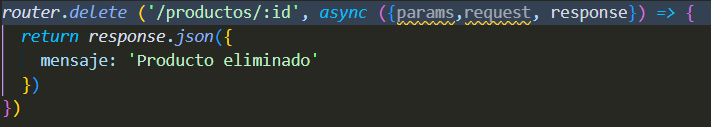 router.delete ('/productos/:id', async ({params,request, response}) => {
  return response.json({
    mensaje: 'Producto eliminado'
  })
})